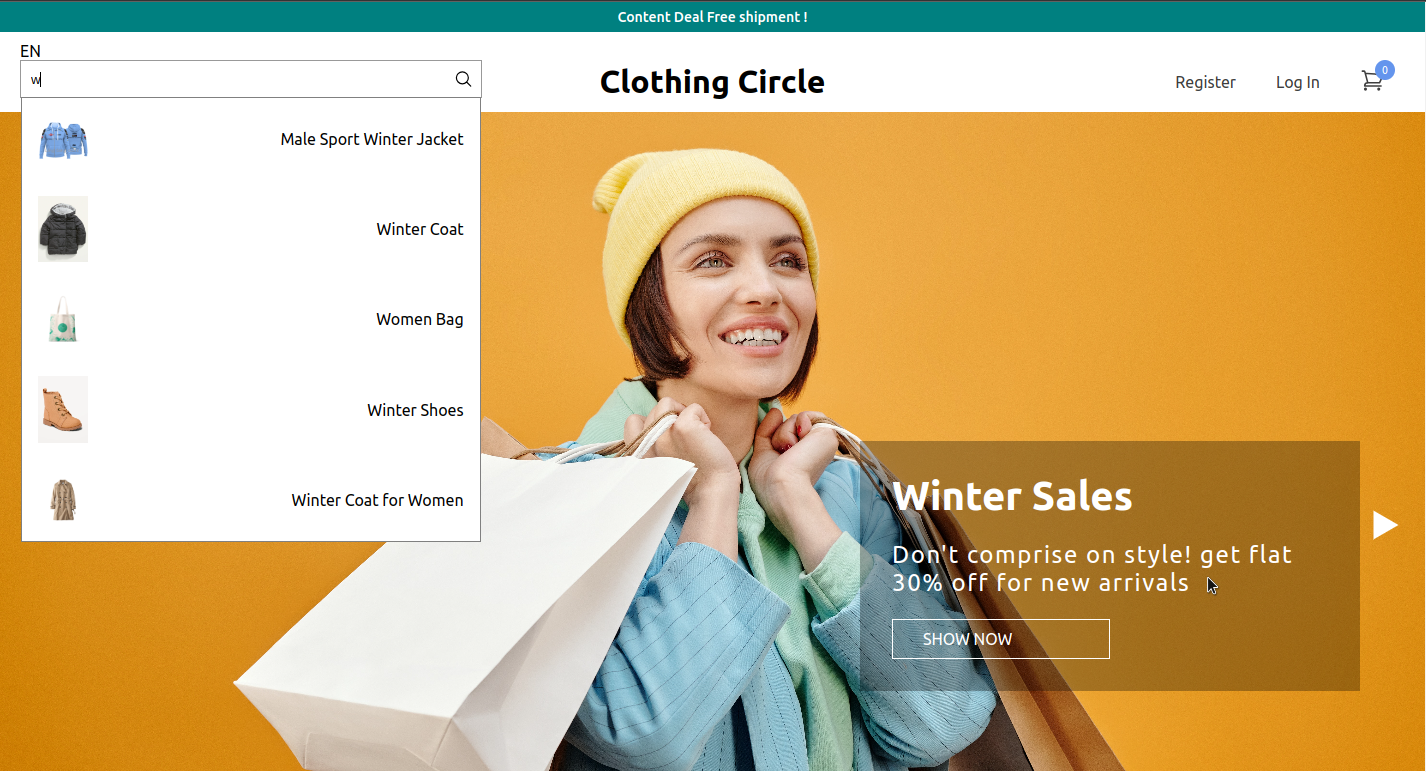 Content Deal Free shipment !
EN
w
Clothing Circle
Register
Log In
0
Male Sport Winter Jacket
Winter Coat
Women Bag
Winter Shoes
Winter Coat for Women
Winter Sales
Don't comprise on style! get flat
30% off for new arrivals
SHOW NOW